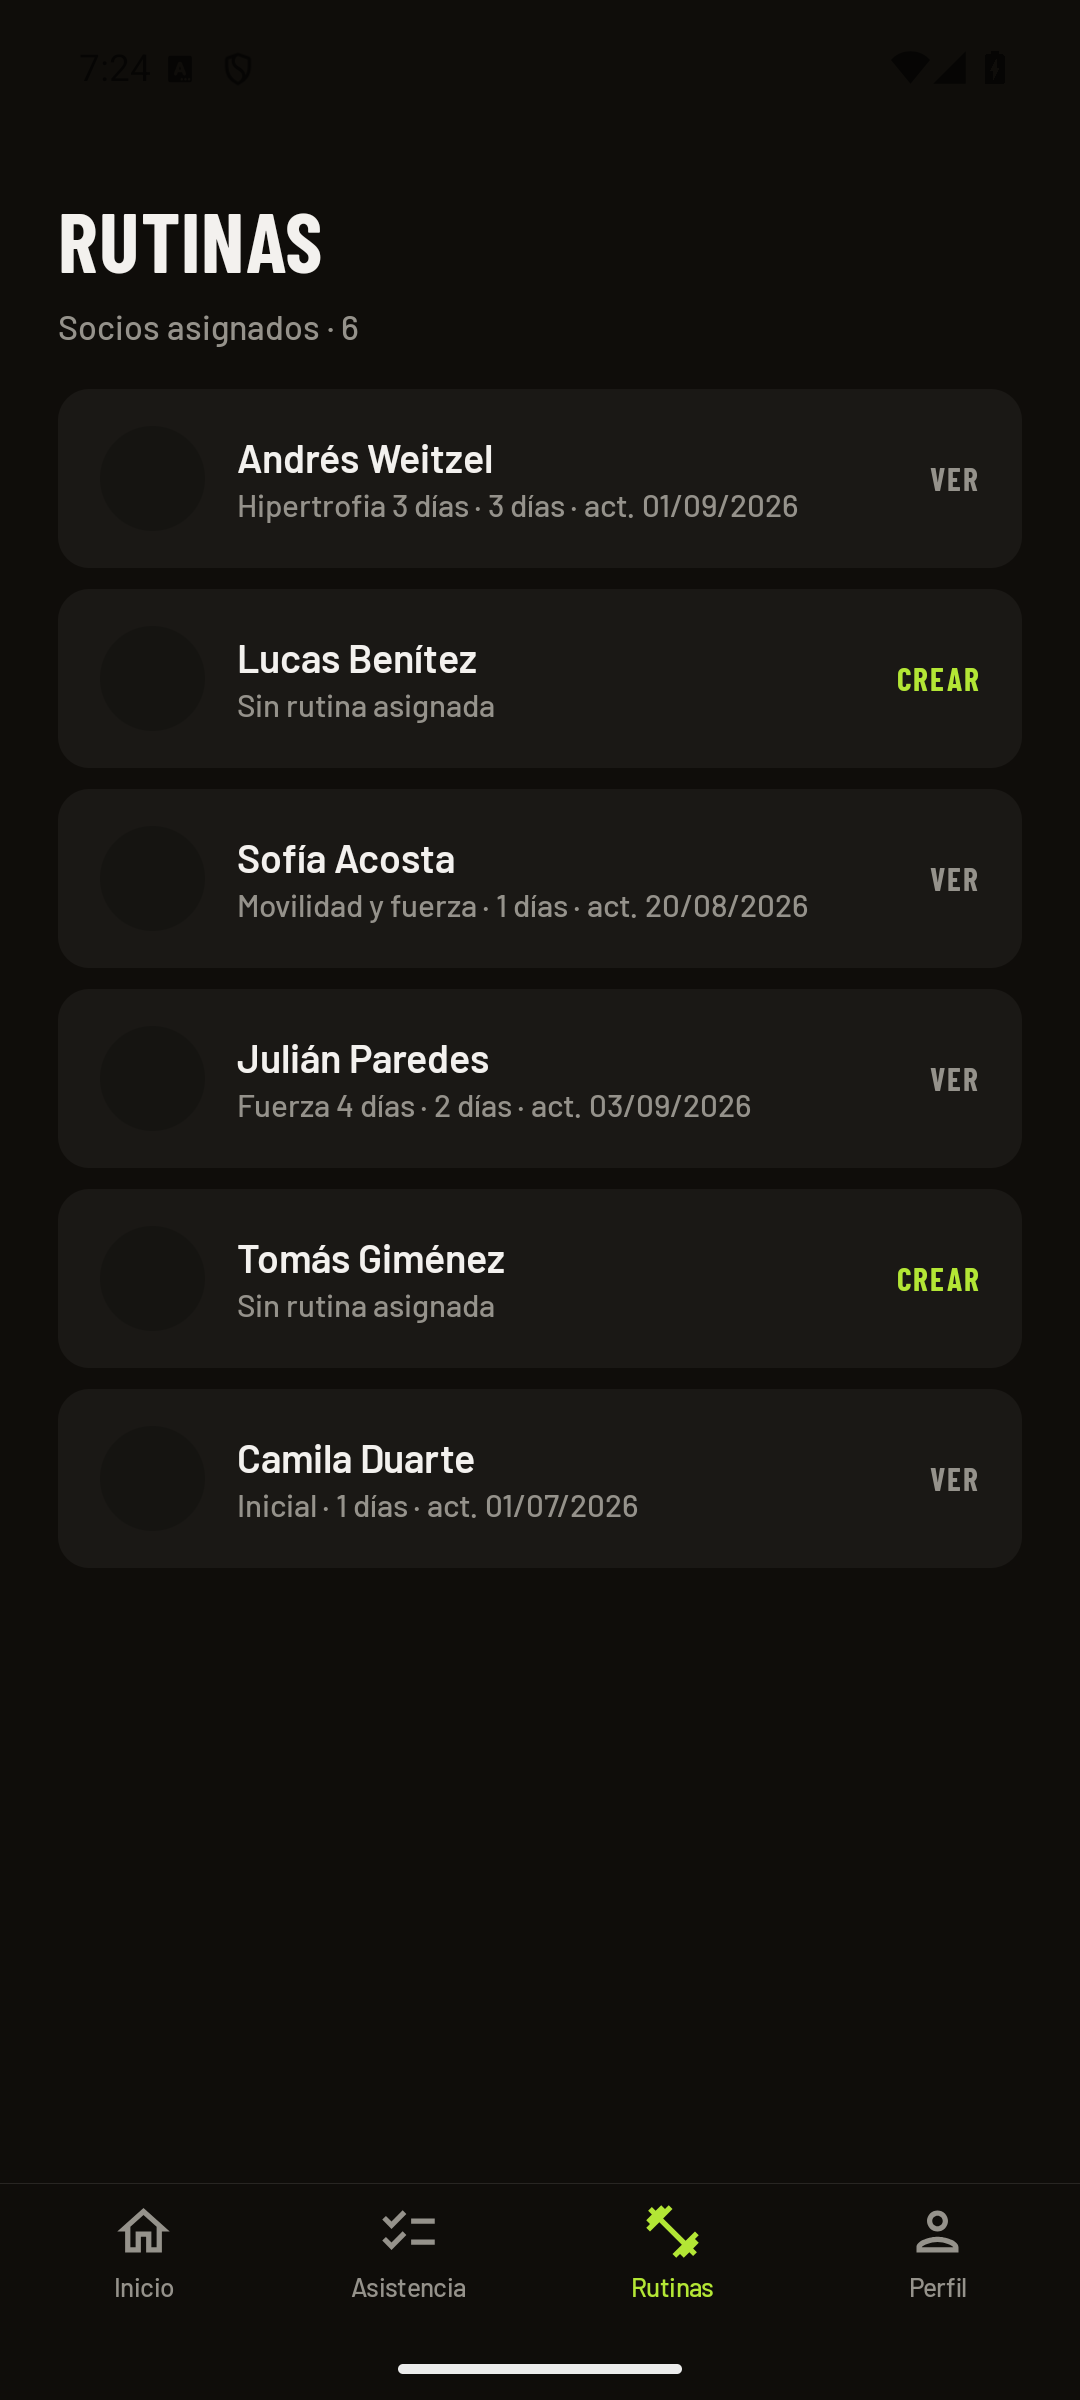 7:24
RUTINAS
Socios asignados · 6
Andrés Weitzel
Hipertrofia 3 días · 3 días · act. 01/09/2026
VER
Lucas Benítez
Sin rutina asignada
CREAR
Sofía Acosta
Movilidad y fuerza · 1 días · act. 20/08/2026
VER
Julián Paredes
Fuerza 4 días · 2 días · act. 03/09/2026
VER
Tomás Giménez
Sin rutina asignada
CREAR
Camila Duarte
Inicial · 1 días · act. 01/07/2026
VER
Inicio
Asistencia
Rutinas
Perfil